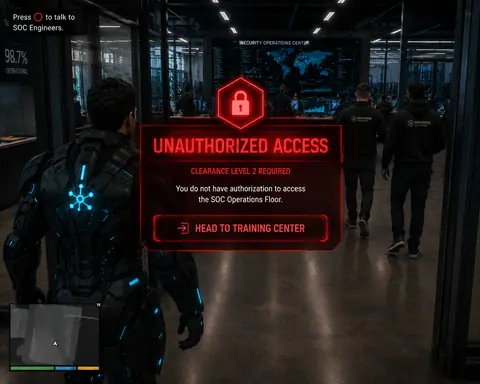 Press to talk to
SOC Engineers.
98.7%
OPERATIONAL
SECURITY OPERATIONS CENTER
UNAUTHORIZED ACCESS
CLEARANCE LEVEL 2 REQUIRED
You do not have authorization to access
the SOC Operations Floor.
HEAD TO TRAINING CENTER
N